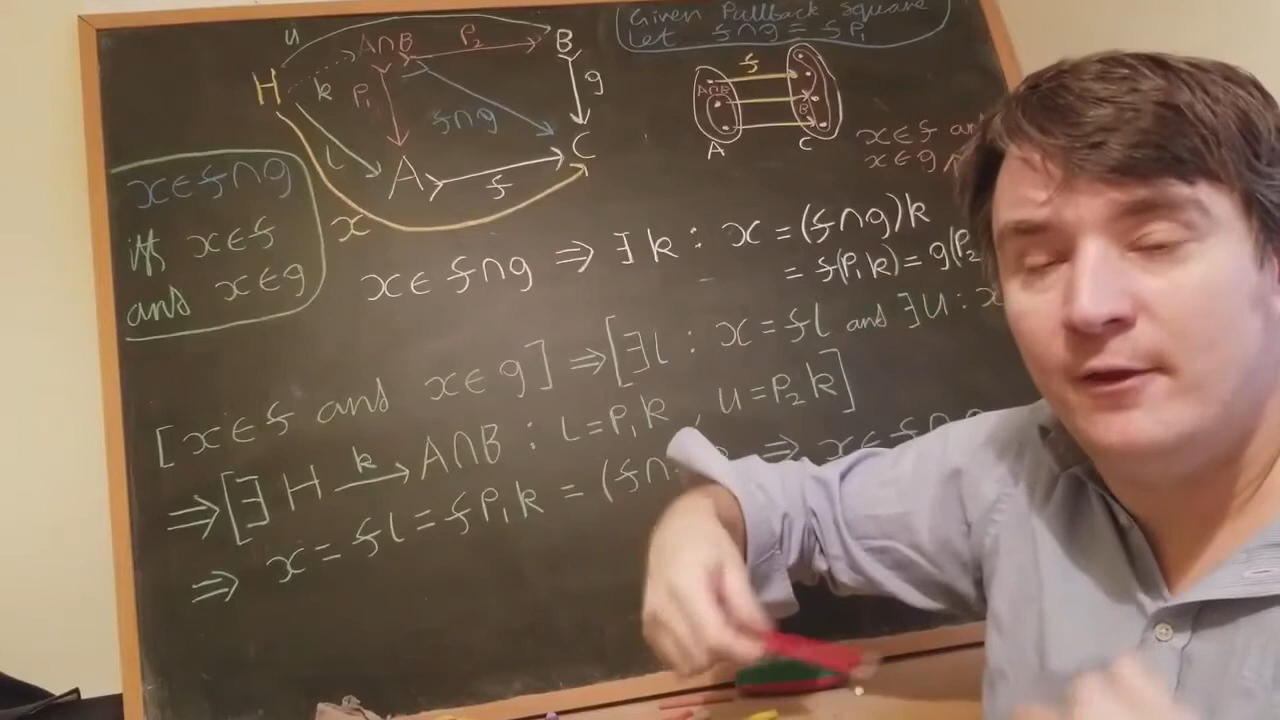 Given Pullback Square
Let f∩g = fP₁
u
A∩B P₂ B
H k P₁ f∩g g
l A f C
x
f
A∩B B
A C
x∈f∩g
iff x∈f
and x∈g
x∈f and
x∈g
x∈f∩g ⇒ ∃k : x = (f∩g)k
= f(P₁k) = g(P₂
[x∈f and x∈g] ⇒ [∃l : x = fl and ∃u : x
⇒ [∃ H k→ A∩B : l = P₁k , u = P₂k]
⇒ x = fl = fP₁k = (f∩ ⇒ x∈f∩g